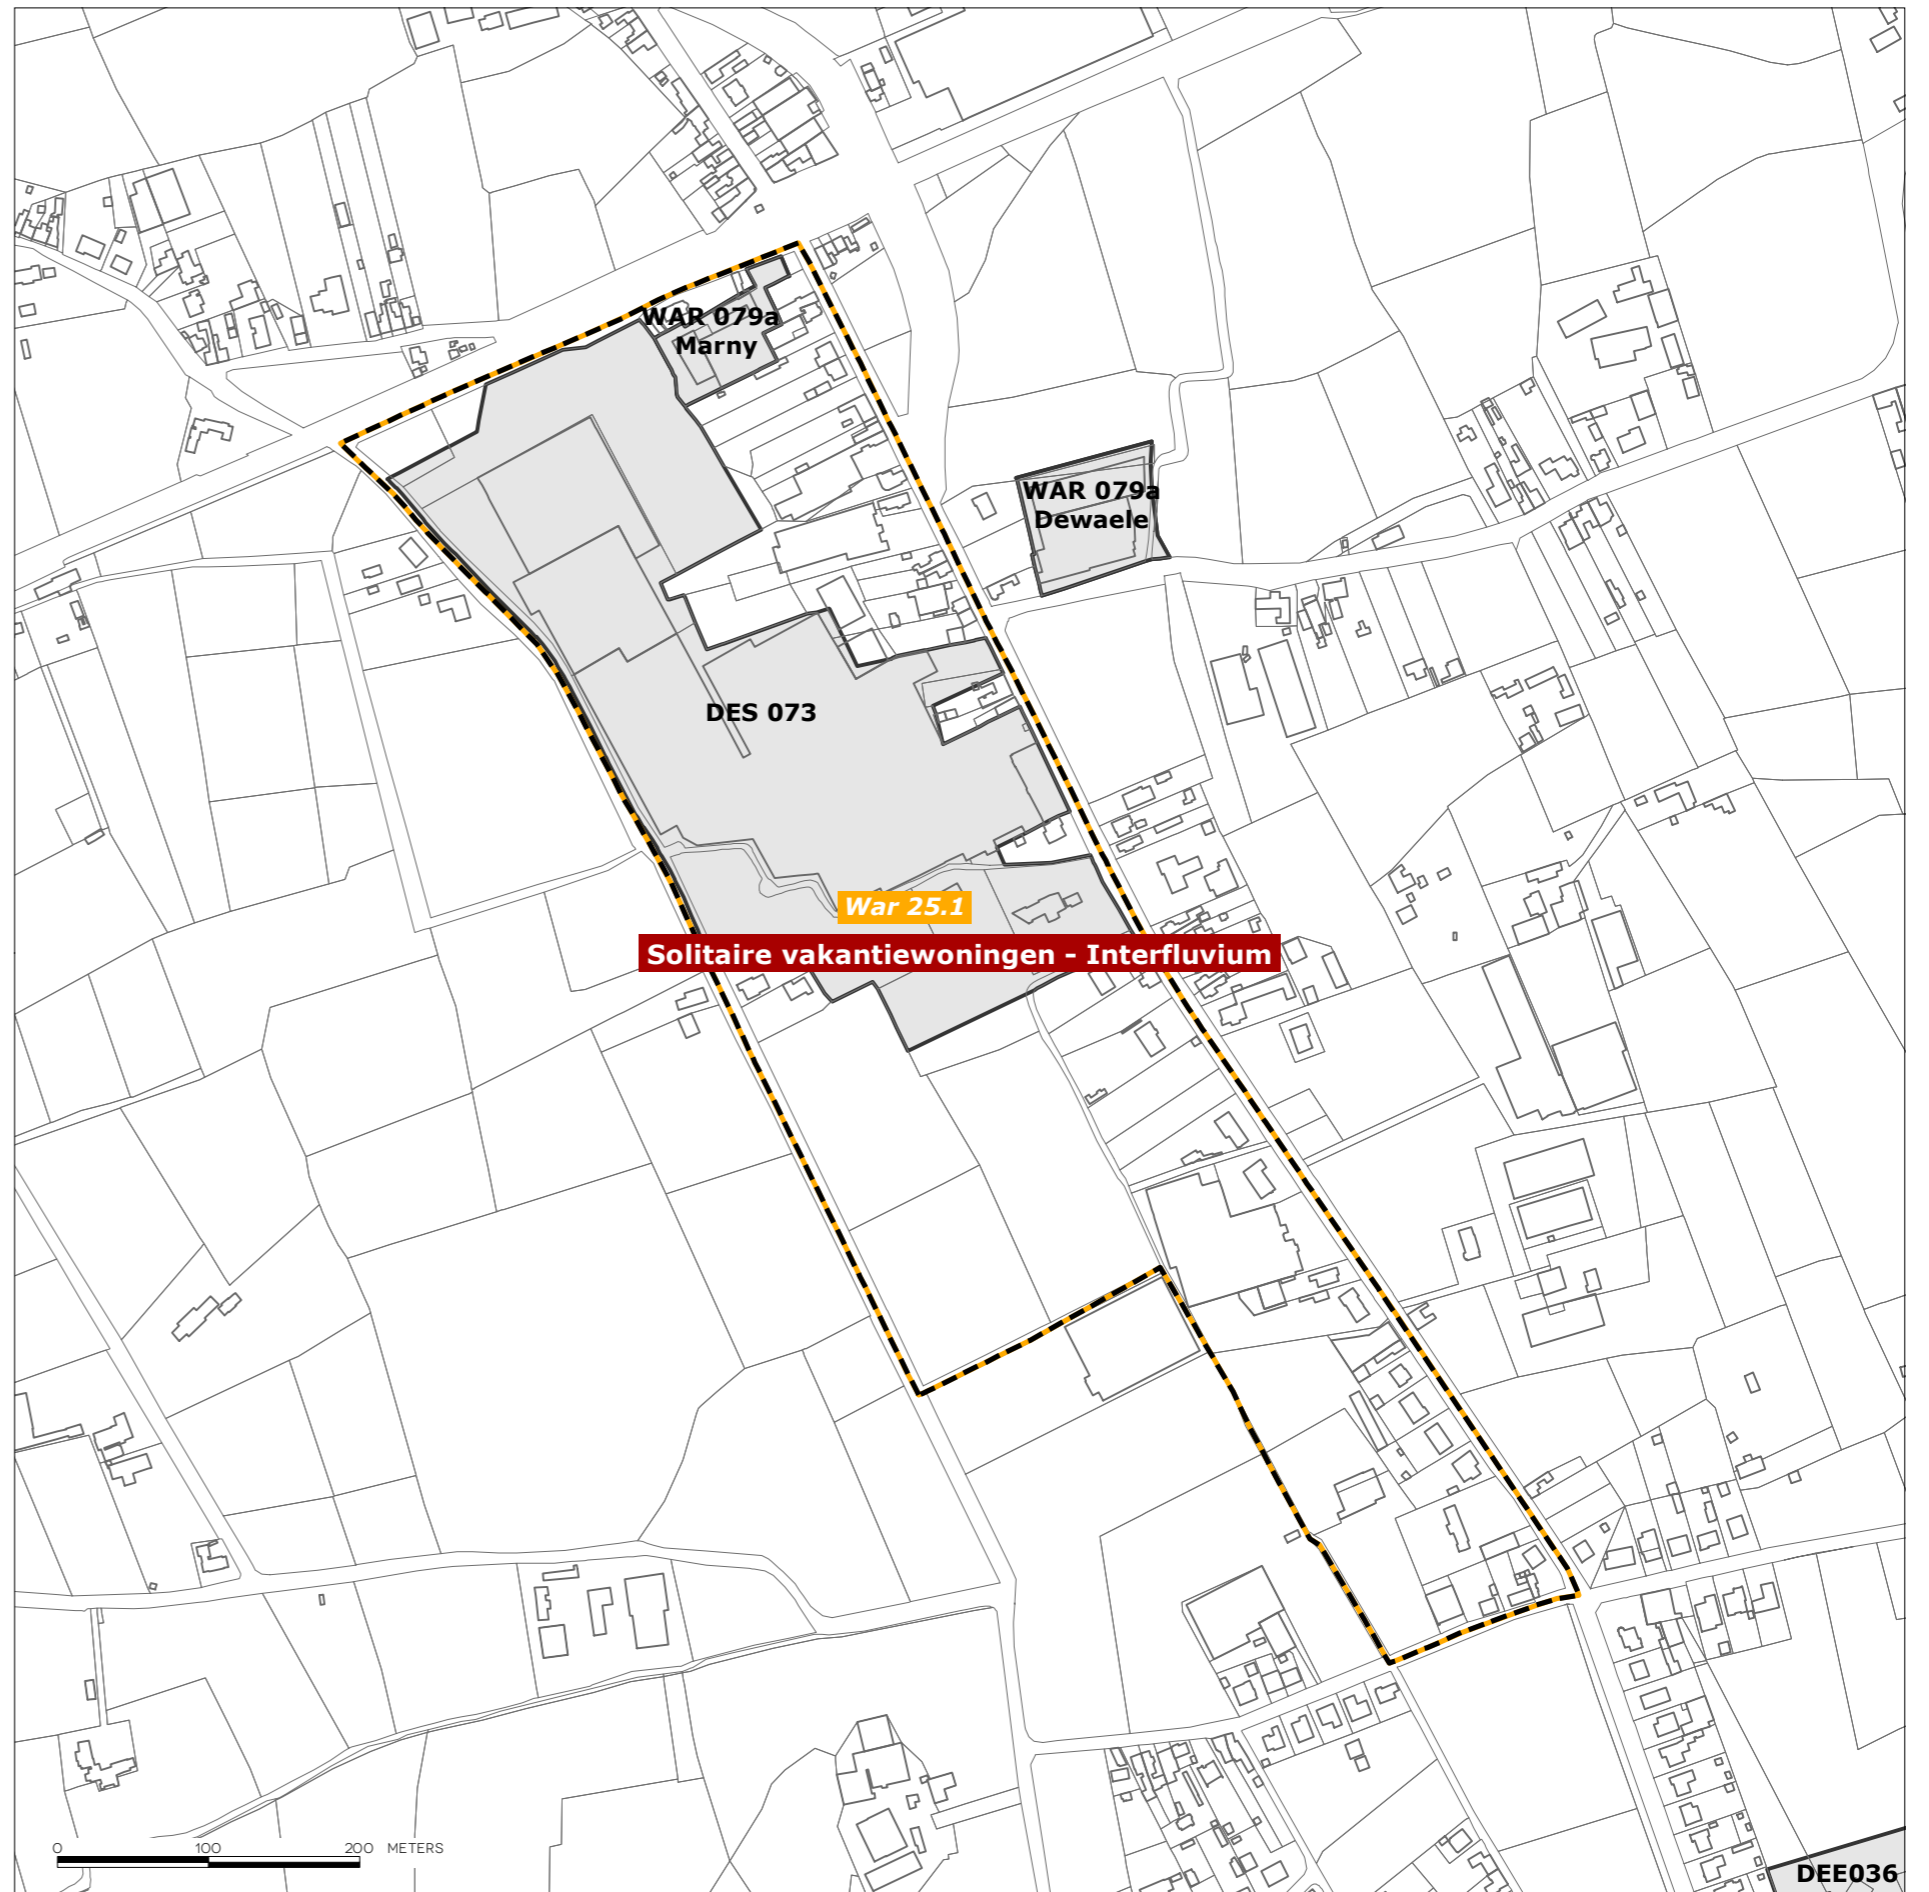 WAR 079a
Marny
WAR 079a
Dewaele
DES 073
War 25.1
Solitaire vakantiewoningen - Interfluvium
0 100 200 METERS
DEE036